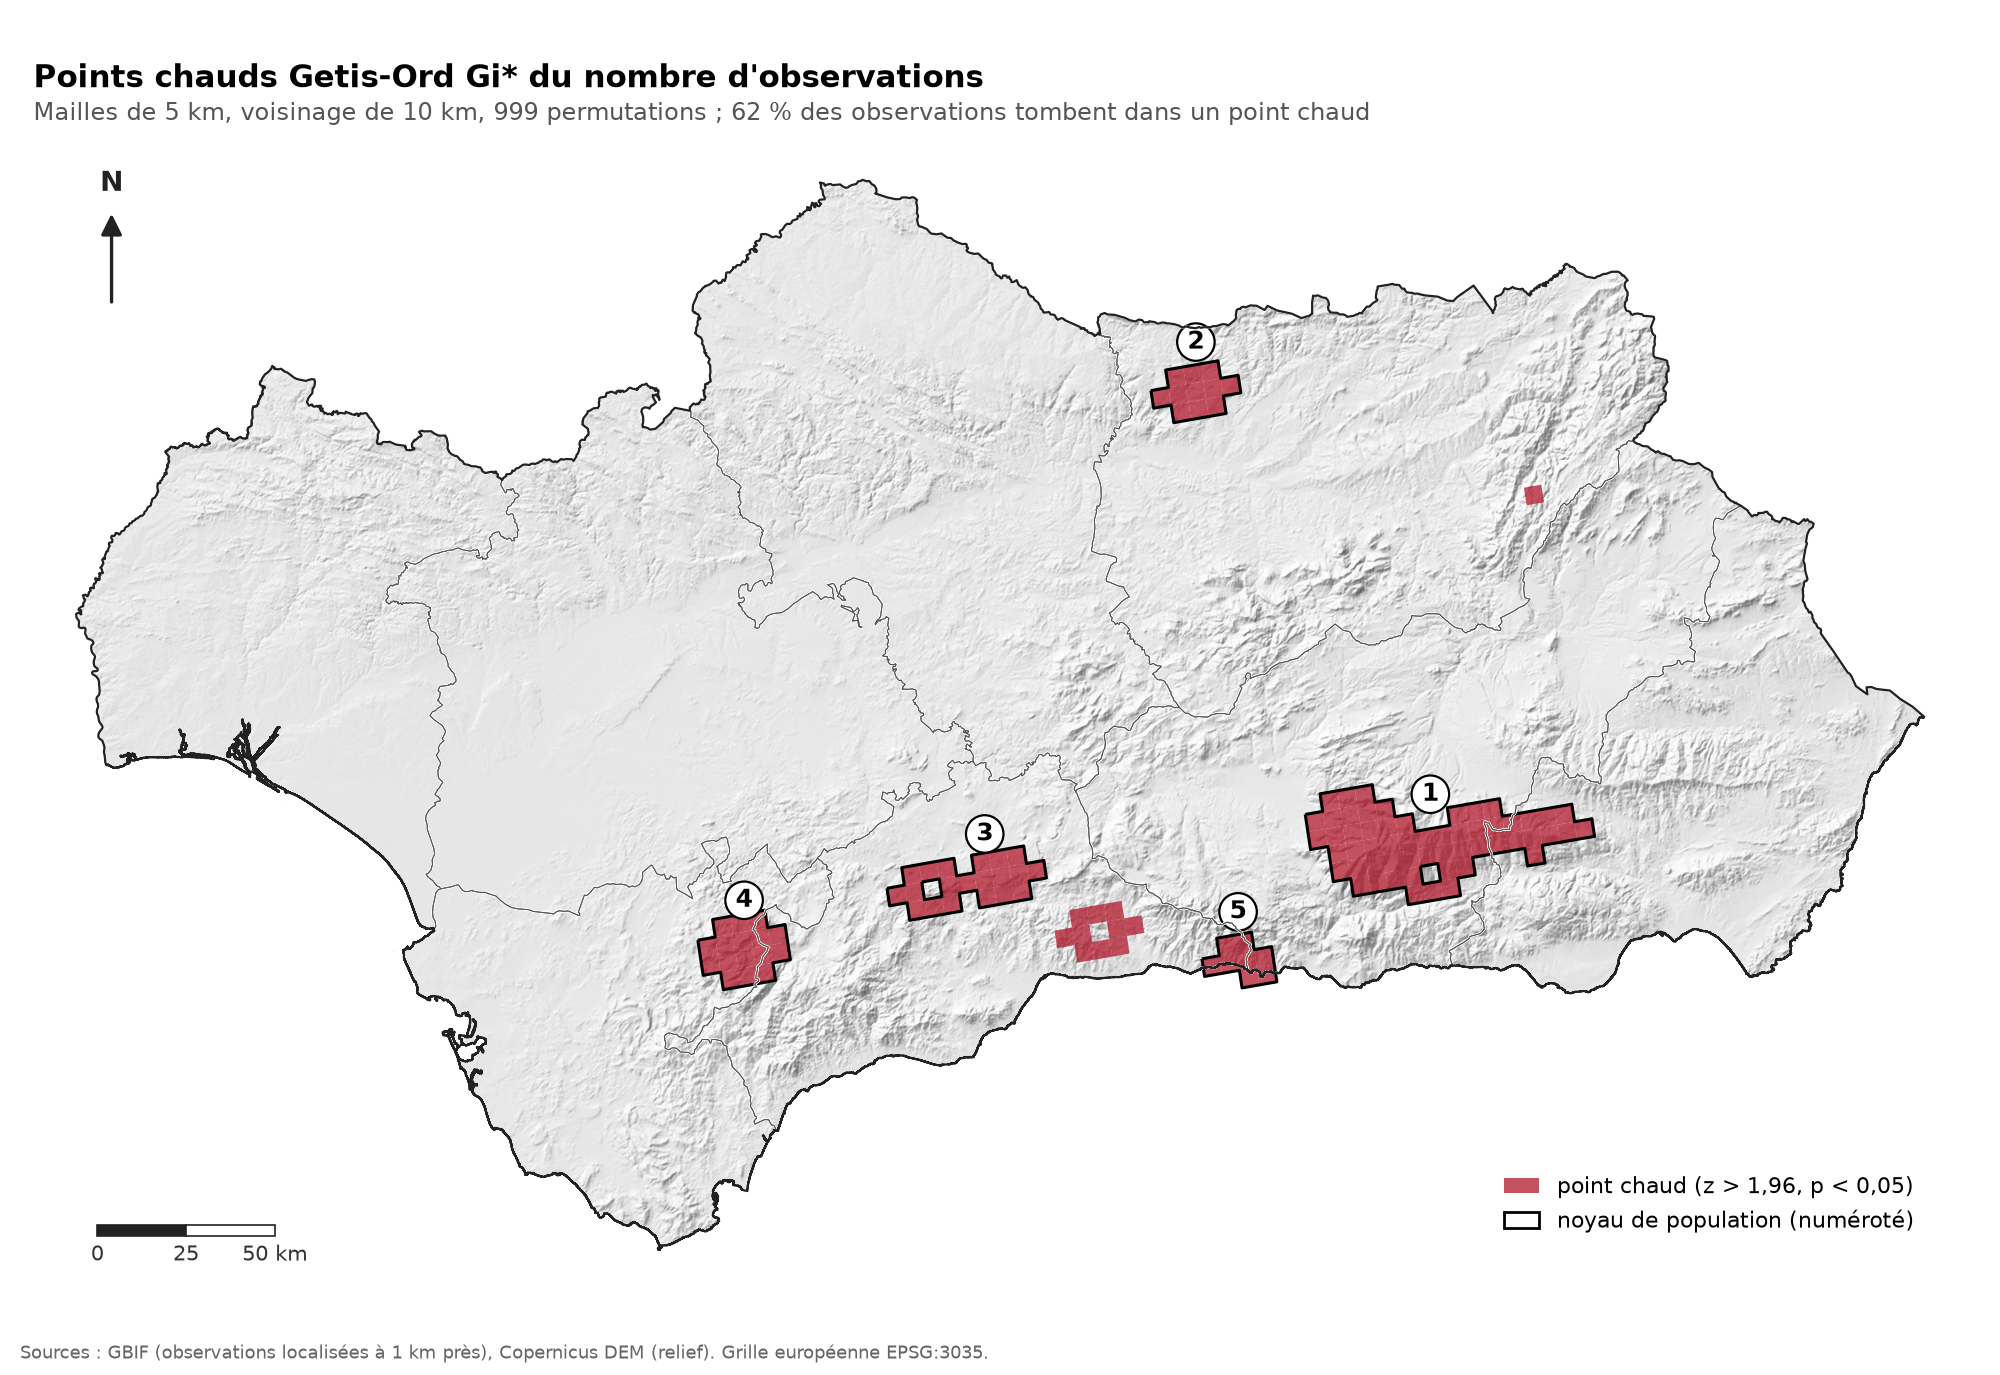 Points chauds Getis-Ord Gi* du nombre d'observations
Mailles de 5 km, voisinage de 10 km, 999 permutations ; 62 % des observations tombent dans un point chaud
N
2
1
3
4
5
point chaud (z > 1,96, p < 0,05)
noyau de population (numéroté)
0 25 50 km
Sources : GBIF (observations localisées à 1 km près), Copernicus DEM (relief). Grille européenne EPSG:3035.